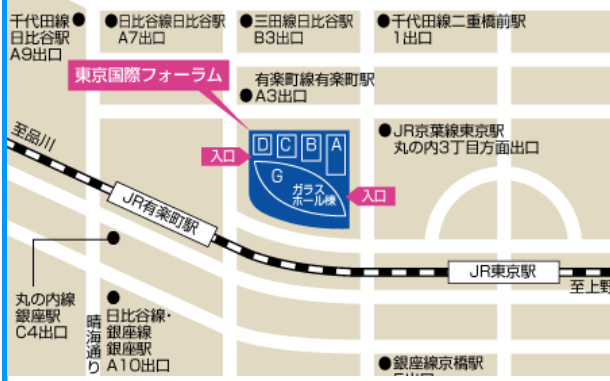 千代田線
日比谷駅
A9出口
日比谷線日比谷駅
A7出口
三田線日比谷駅
B3出口
千代田線二重橋前駅
1出口
東京国際フォーラム
有楽町線有楽町駅
A3出口
JR京葉線東京駅
丸の内3丁目方面出口
至品川
入口
D
C
B
A
G
ガラス
ホール棟
入口
JR有楽町駅
JR東京駅
至上野
丸の内線
銀座駅
C4出口
晴海通り
日比谷線・
銀座線
銀座駅
A10出口
銀座線京橋駅